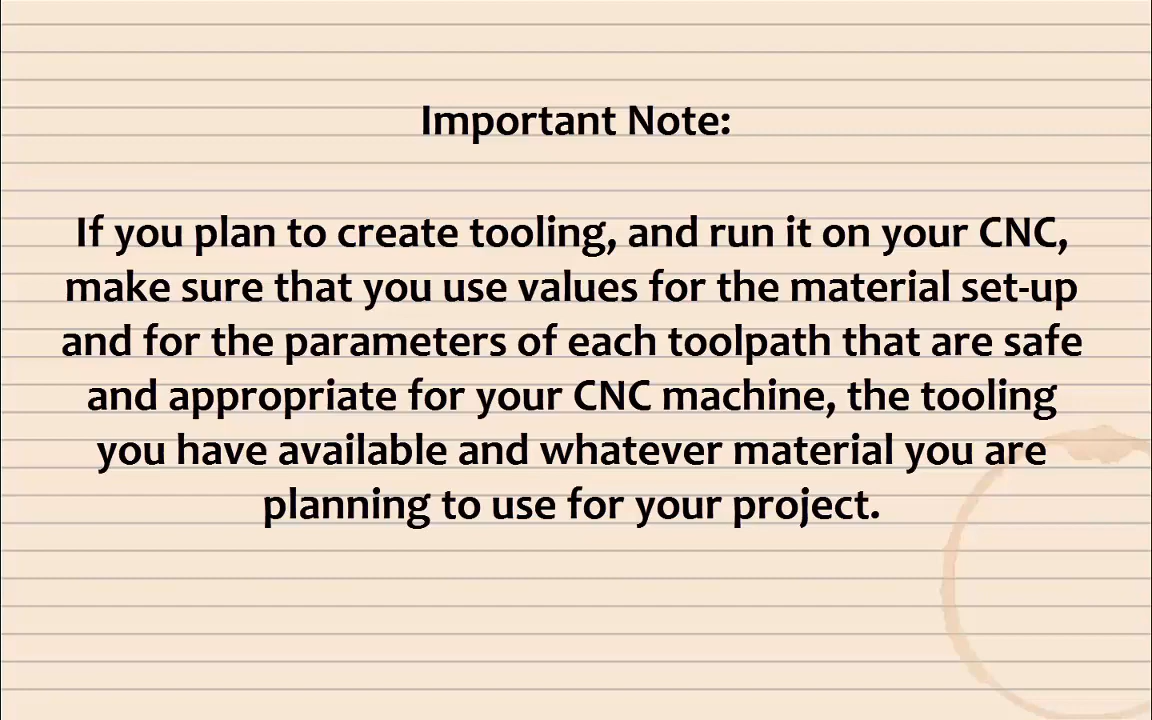 Important Note:
If you plan to create tooling, and run it on your CNC,
make sure that you use values for the material set-up
and for the parameters of each toolpath that are safe
and appropriate for your CNC machine, the tooling
you have available and whatever material you are
planning to use for your project.